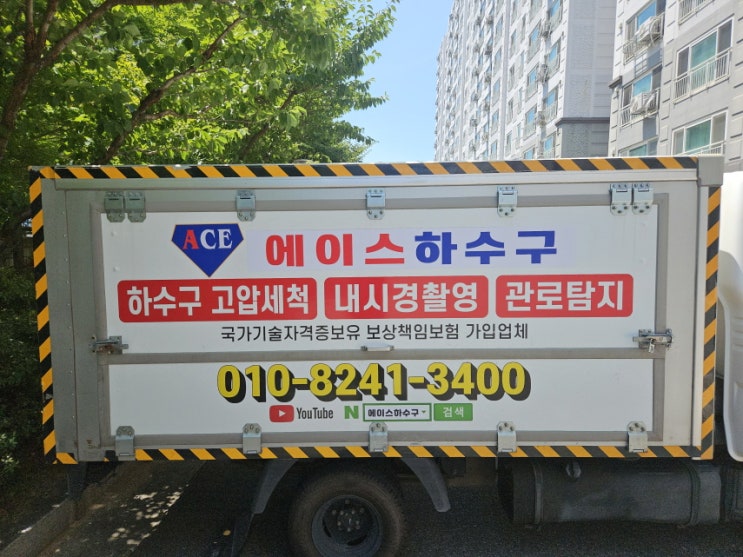 ACE 에이스하수구
하수구 고압세척 내시경촬영 관로탐지
국가기술자격증보유 보상책임보험 가입업체
010-8241-3400
YouTube N 에이스하수구 검색